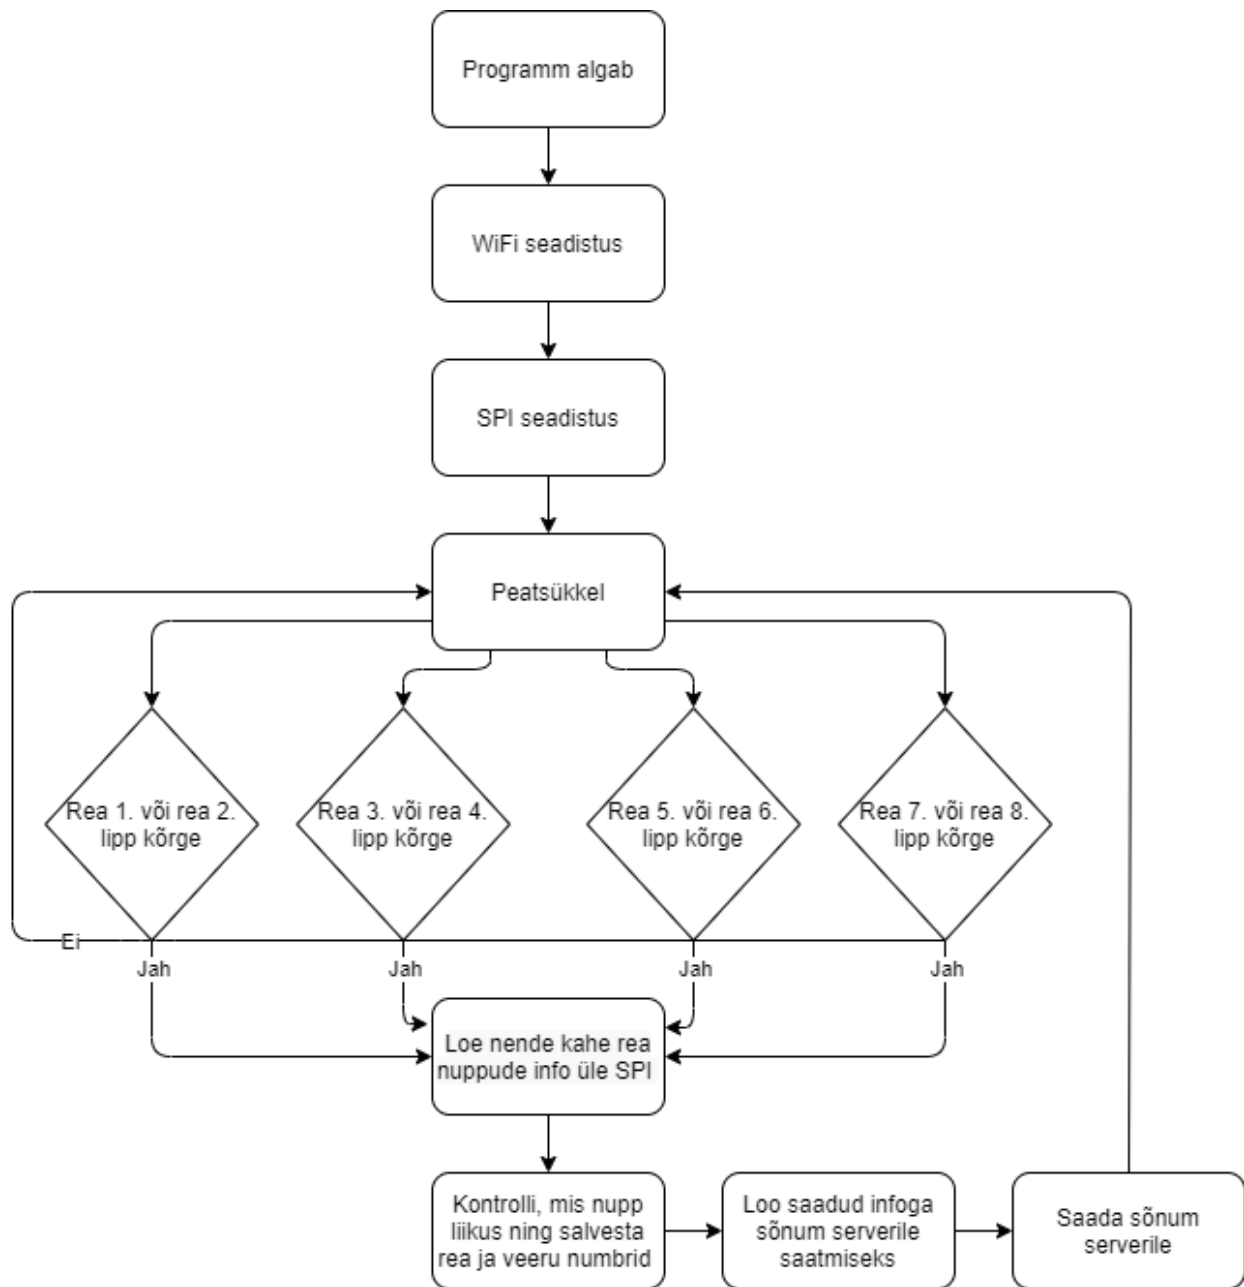 Programm algab
WiFi seadistus
SPI seadistus
Peatsükkel
Rea 1. või rea 2.
lipp kõrge
Rea 3. või rea 4.
lipp kõrge
Rea 5. või rea 6.
lipp kõrge
Rea 7. või rea 8.
lipp kõrge
Ei
Jah
Jah
Jah
Jah
Loe nende kahe rea
nuppude info üle SPI
Kontrolli, mis nupp
liikus ning salvesta
rea ja veeru numbrid
Loo saadud infoga
sõnum serverile
saatmiseks
Saada sõnum
serverile